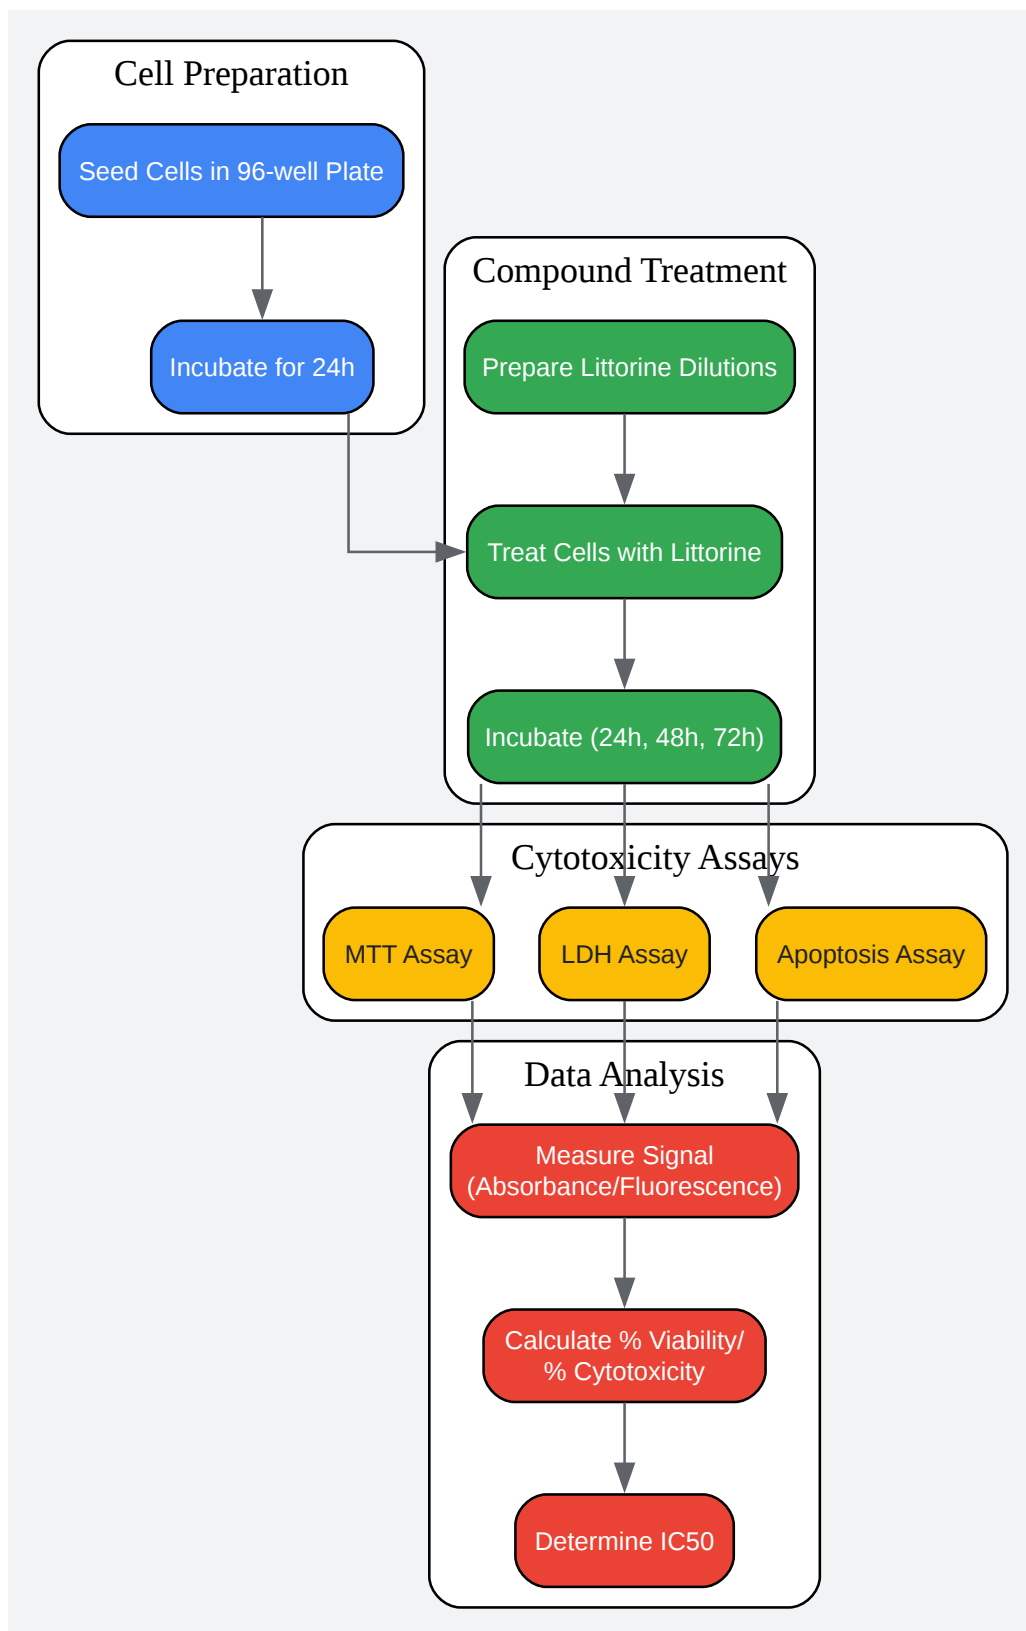 Cell Preparation
Seed Cells in 96-well Plate
Incubate for 24h
Compound Treatment
Prepare Littorine Dilutions
Treat Cells with Littorine
Incubate (24h, 48h, 72h)
Cytotoxicity Assays
MTT Assay
LDH Assay
Apoptosis Assay
Data Analysis
Measure Signal
(Absorbance/Fluorescence)
Calculate % Viability/
% Cytotoxicity
Determine IC50